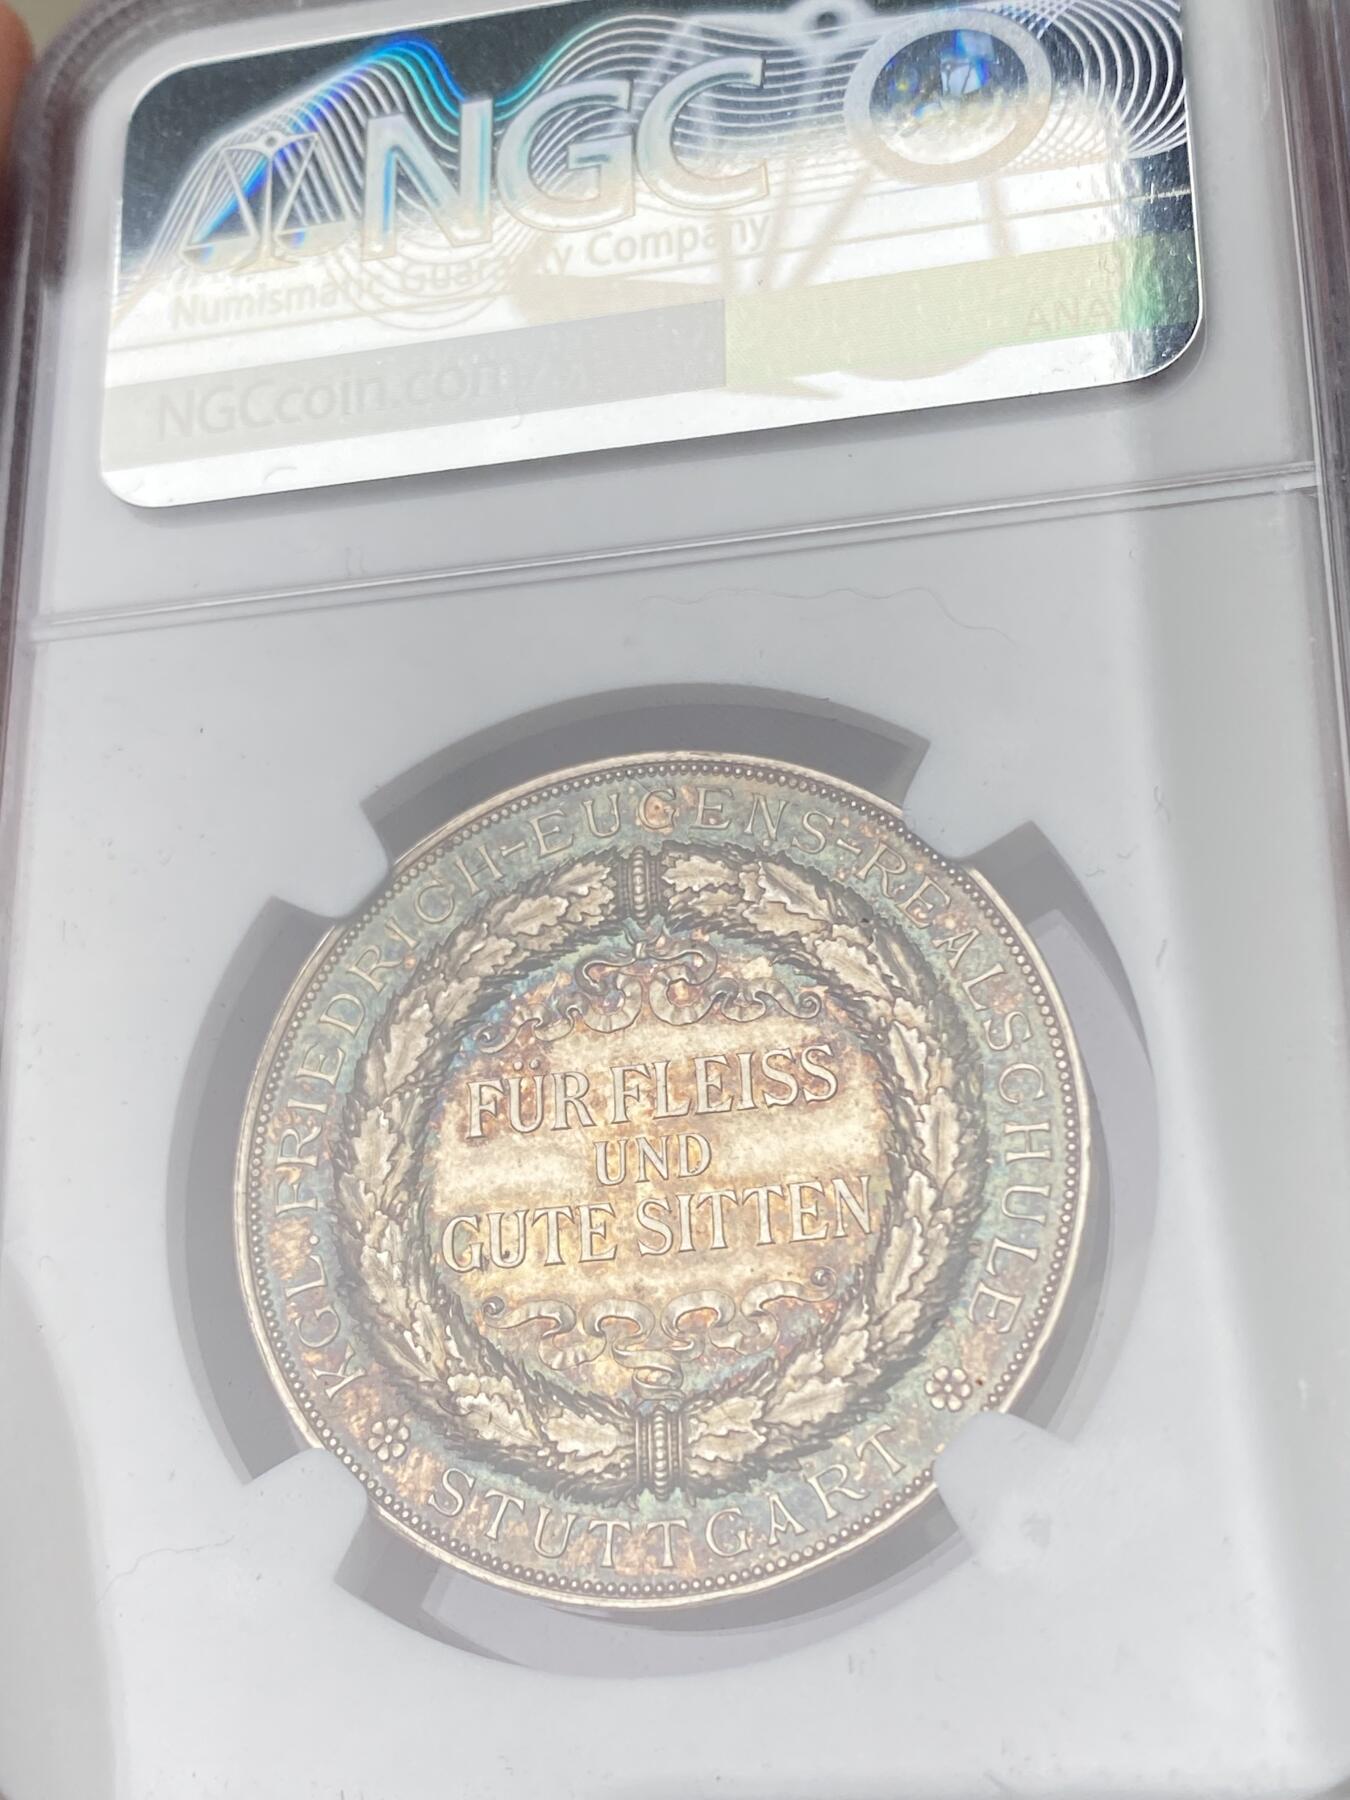 NGC
Numismatic Guaranty Company
NGCcoin.com
ANA
KGL. FRIEDRICH-EUGENS-REALSCHULE
FÜR FLEISS
UND
GUTE SITTEN
STUTTGART